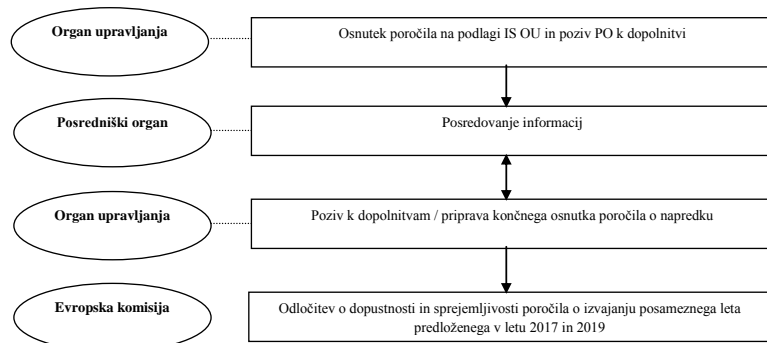 Organ upravljanja
Osnutek poročila na podlagi IS OU in poziv PO k dopolnitvi
Posredniški organ
Posredovanje informacij
Organ upravljanja
Poziv k dopolnitvam / priprava končnega osnutka poročila o napredku
Evropska komisija
Odločitev o dopustnosti in sprejemljivosti poročila o izvajanju posameznega leta
predloženega v letu 2017 in 2019